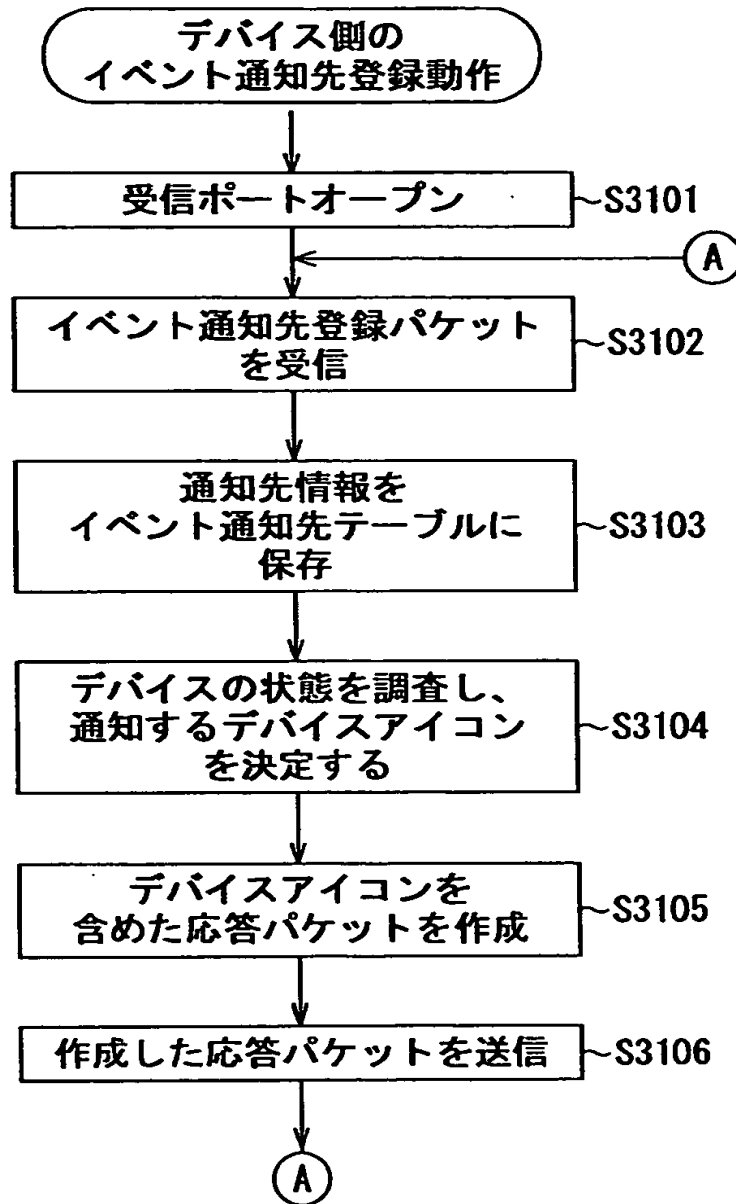 デバイス側の
イベント通知先登録動作
受信ポートオープン
~S3101
A
イベント通知先登録パケット
を受信
~S3102
通知先情報を
イベント通知先テーブルに
保存
~S3103
デバイスの状態を調査し、
通知するデバイスアイコン
を決定する
~S3104
デバイスアイコンを
含めた応答パケットを作成
~S3105
作成した応答パケットを送信
~S3106
A